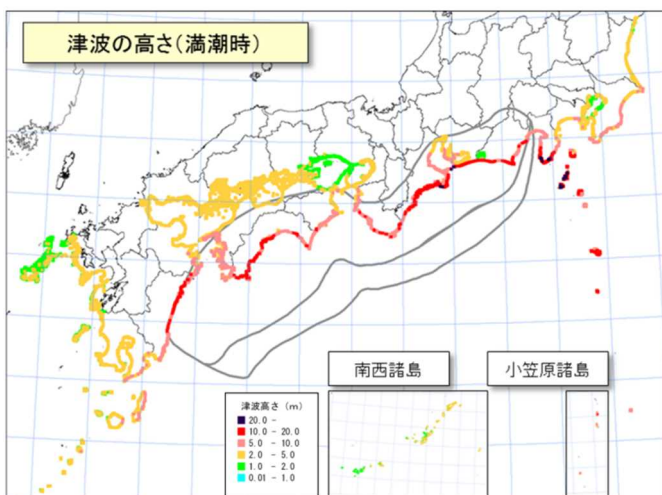 津波の高さ(満潮時)
南西諸島
小笠原諸島
津波高さ (m)
20.0 -
10.0 - 20.0
5.0 - 10.0
2.0 - 5.0
1.0 - 2.0
0.01 - 1.0